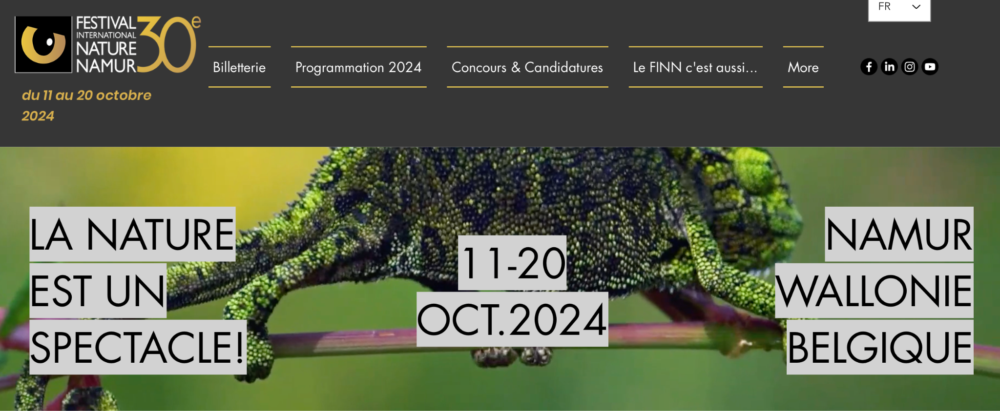 FR
FESTIVAL
INTERNATIONAL
NATURE
NAMUR
30e
du 11 au 20 octobre
2024
Billetterie
Programmation 2024
Concours & Candidatures
Le FINN c'est aussi...
More
LA NATURE
EST UN
SPECTACLE!
11-20
OCT.2024
NAMUR
WALLONIE
BELGIQUE